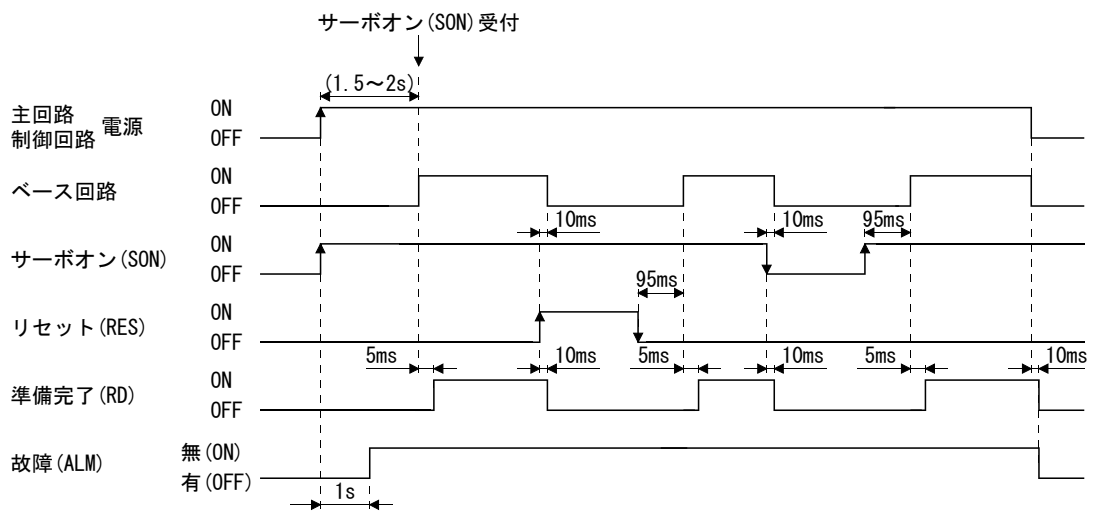 サーボオン(SON)受付
(1.5～2s)
主回路
制御回路 電源
ON
OFF
ベース回路
ON
OFF
10ms
10ms
95ms
サーボオン(SON)
ON
OFF
95ms
リセット(RES)
ON
OFF
5ms
10ms
5ms
10ms
5ms
10ms
準備完了(RD)
ON
OFF
故障(ALM)
無(ON)
有(OFF)
1s